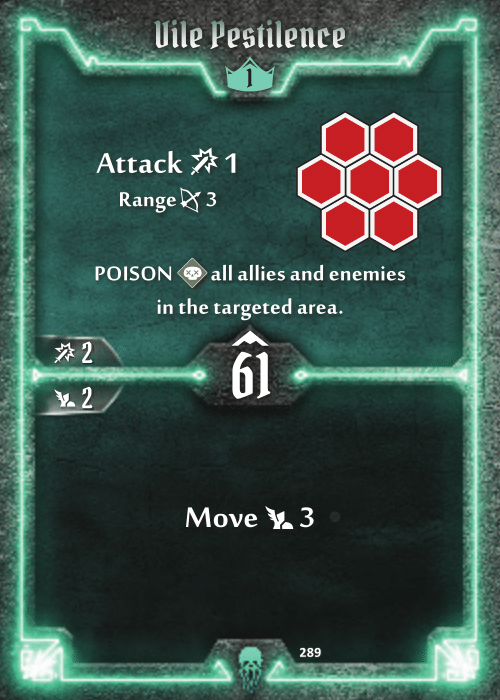 Vile Pestilence
1
Attack 1
Range 3
POISON all allies and enemies
in the targeted area.
2
61
2
Move 3
289